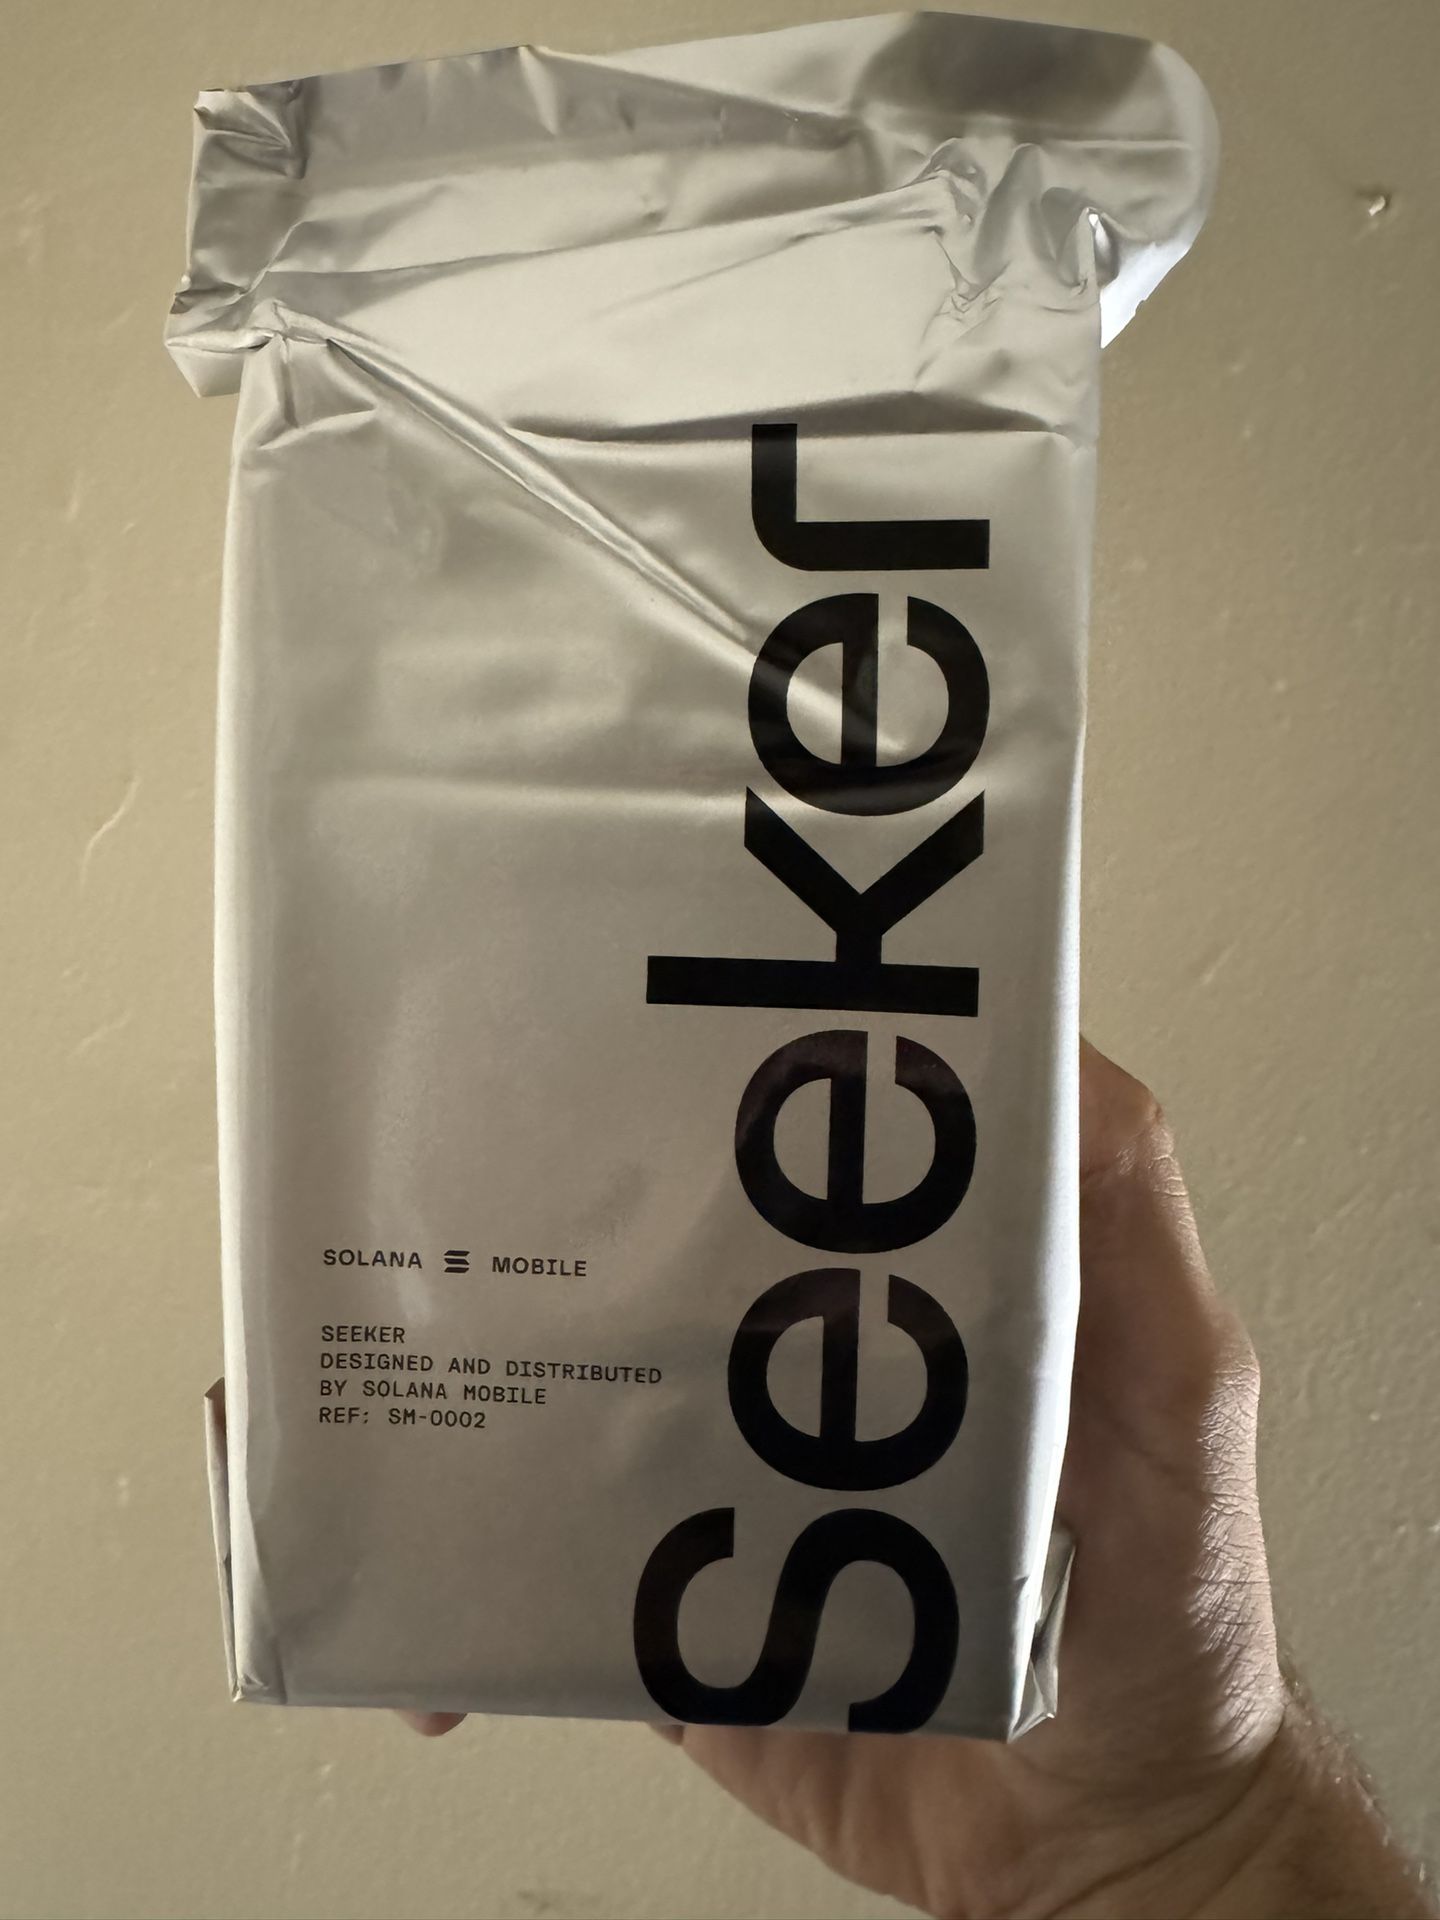 Seeker
SOLANA MOBILE
SEEKER
DESIGNED AND DISTRIBUTED
BY SOLANA MOBILE
REF: SM-0002